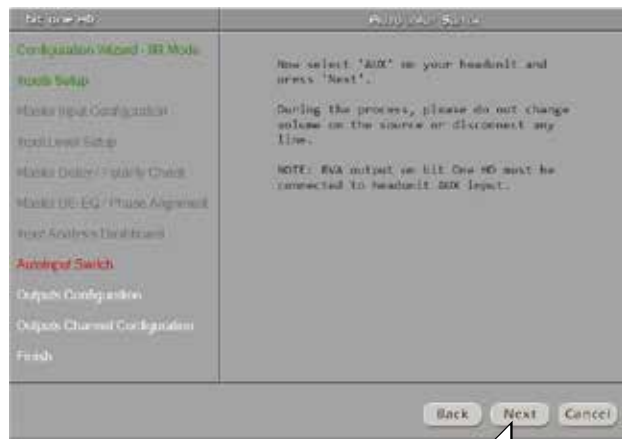 bit one HD
AutoInput Switch
Configuration Wizard - IIR Mode
Inputs Setup
Master Input Configuration
Input Level Setup
Master Delay / Polarity Check
Master DE-EQ / Phase Alignment
Input Analysis Dashboard
AutoInput Switch
Outputs Configuration
Outputs Channel Configuration
Finish
Now select 'AUX' on your headunit and
press 'Next'.
During the process, please do not change
volume on the source or disconnect any
line.
NOTE: output on bit One HD must be
connected to headunit AUX Input.
Back Next Cancel